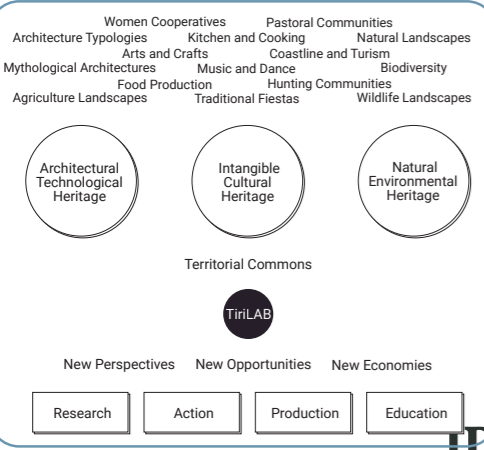 Women Cooperatives Pastoral Communities
Architecture Typologies Kitchen and Cooking Natural Landscapes
Arts and Crafts Coastline and Turism
Mythological Architectures Music and Dance Biodiversity
Food Production Hunting Communities
Agriculture Landscapes Traditional Fiestas Wildlife Landscapes
Architectural
Technological
Heritage
Intangible
Cultural
Heritage
Natural
Environmental
Heritage
Territorial Commons
TiriLAB
New Perspectives New Opportunities New Economies
Research Action Production Education